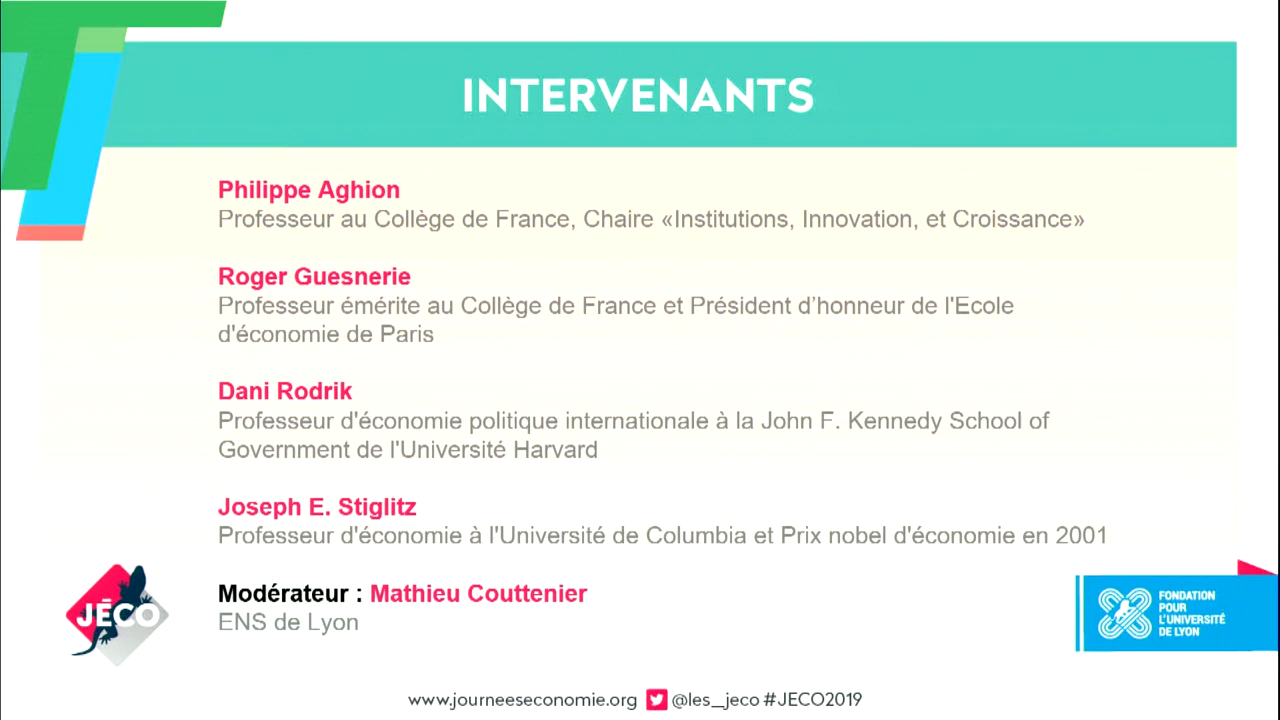 INTERVENANTS
Philippe Aghion
Professeur au Collège de France, Chaire «Institutions, Innovation, et Croissance»
Roger Guesnerie
Professeur émérite au Collège de France et Président d’honneur de l'Ecole
d'économie de Paris
Dani Rodrik
Professeur d'économie politique internationale à la John F. Kennedy School of
Government de l'Université Harvard
Joseph E. Stiglitz
Professeur d'économie à l'Université de Columbia et Prix nobel d'économie en 2001
Modérateur : Mathieu Couttenier
ENS de Lyon
JÉCO
FONDATION
POUR
L'UNIVERSITÉ
DE LYON
www.journeeseconomie.org @les_jeco #JECO2019